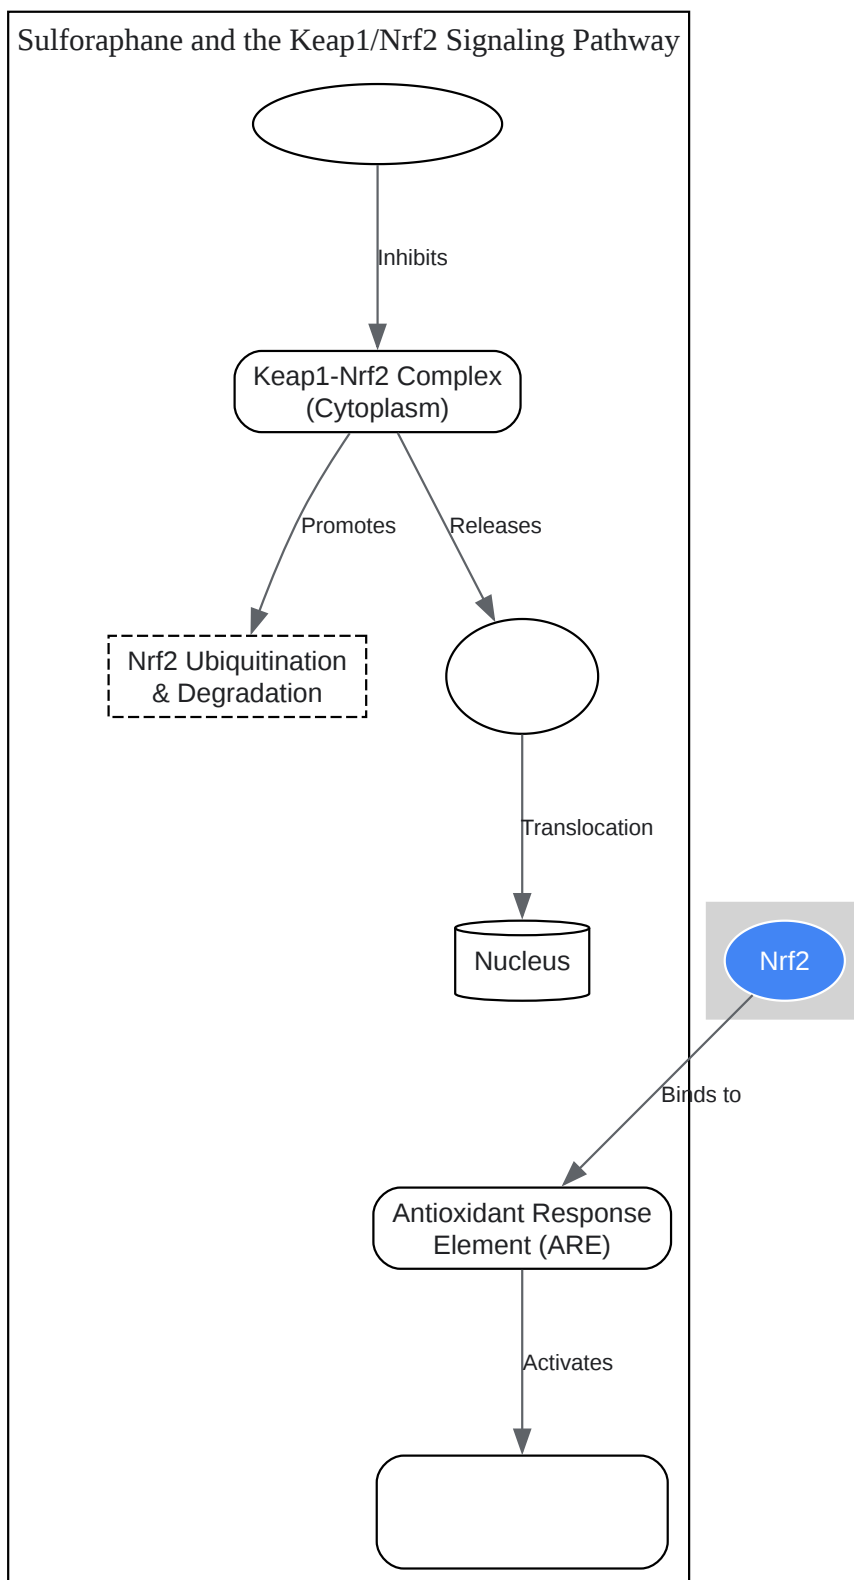 Sulforaphane and the Keap1/Nrf2 Signaling Pathway
Inhibits
Keap1-Nrf2 Complex
(Cytoplasm)
Promotes
Releases
Nrf2 Ubiquitination
& Degradation
Translocation
Nucleus
Nrf2
Binds to
Antioxidant Response
Element (ARE)
Activates